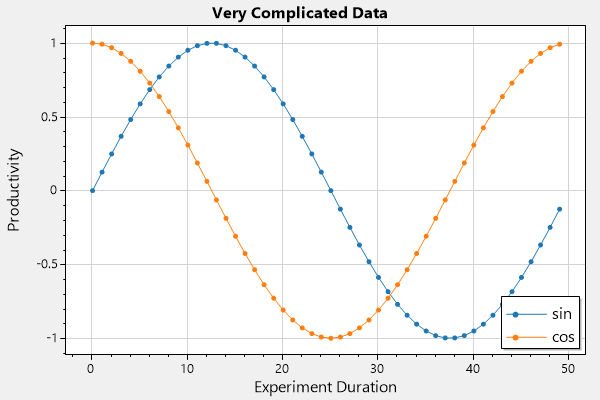 Very Complicated Data
Productivity
1
0.5
0
-0.5
-1
sin
cos
0 10 20 30 40 50
Experiment Duration